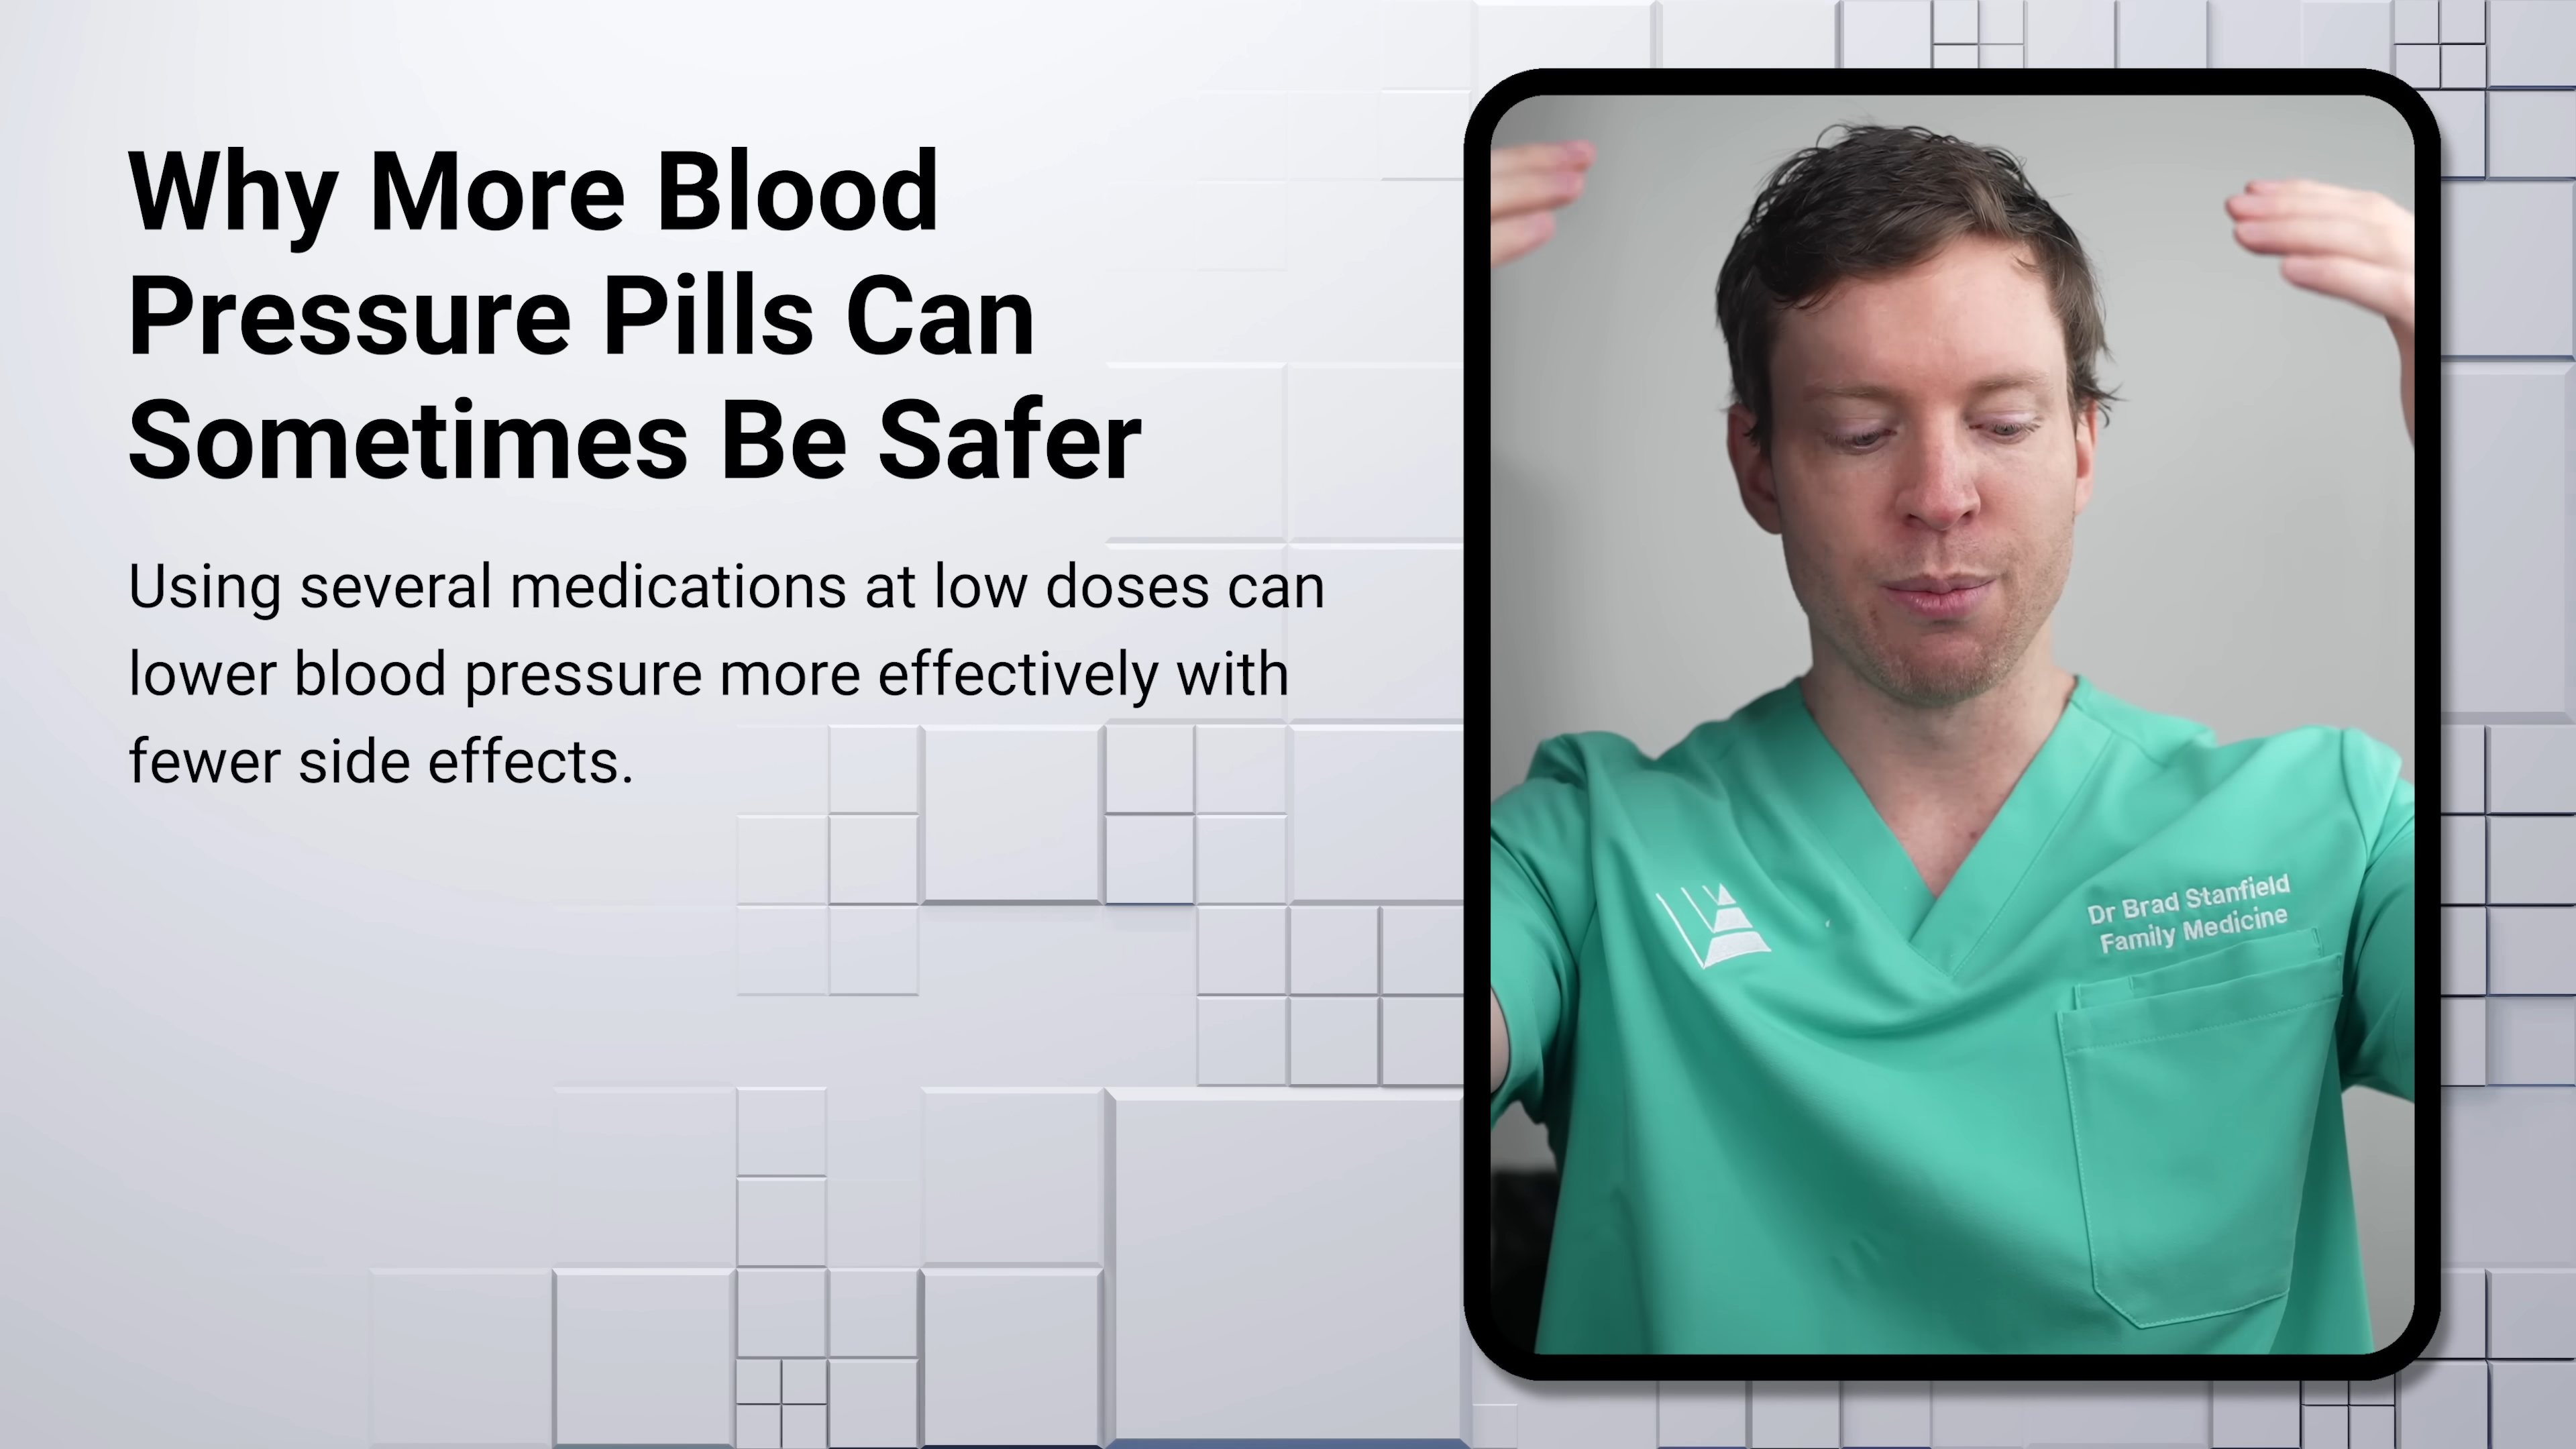 Why More Blood
Pressure Pills Can
Sometimes Be Safer
Using several medications at low doses can
lower blood pressure more effectively with
fewer side effects.
Dr Brad Stanfield
Family Medicine